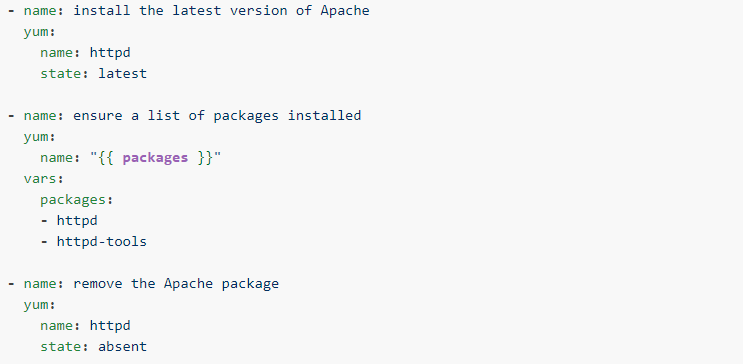 - name: install the latest version of Apache
  yum:
    name: httpd
    state: latest

- name: ensure a list of packages installed
  yum:
    name: "{{ packages }}"
  vars:
    packages:
    - httpd
    - httpd-tools

- name: remove the Apache package
  yum:
    name: httpd
    state: absent